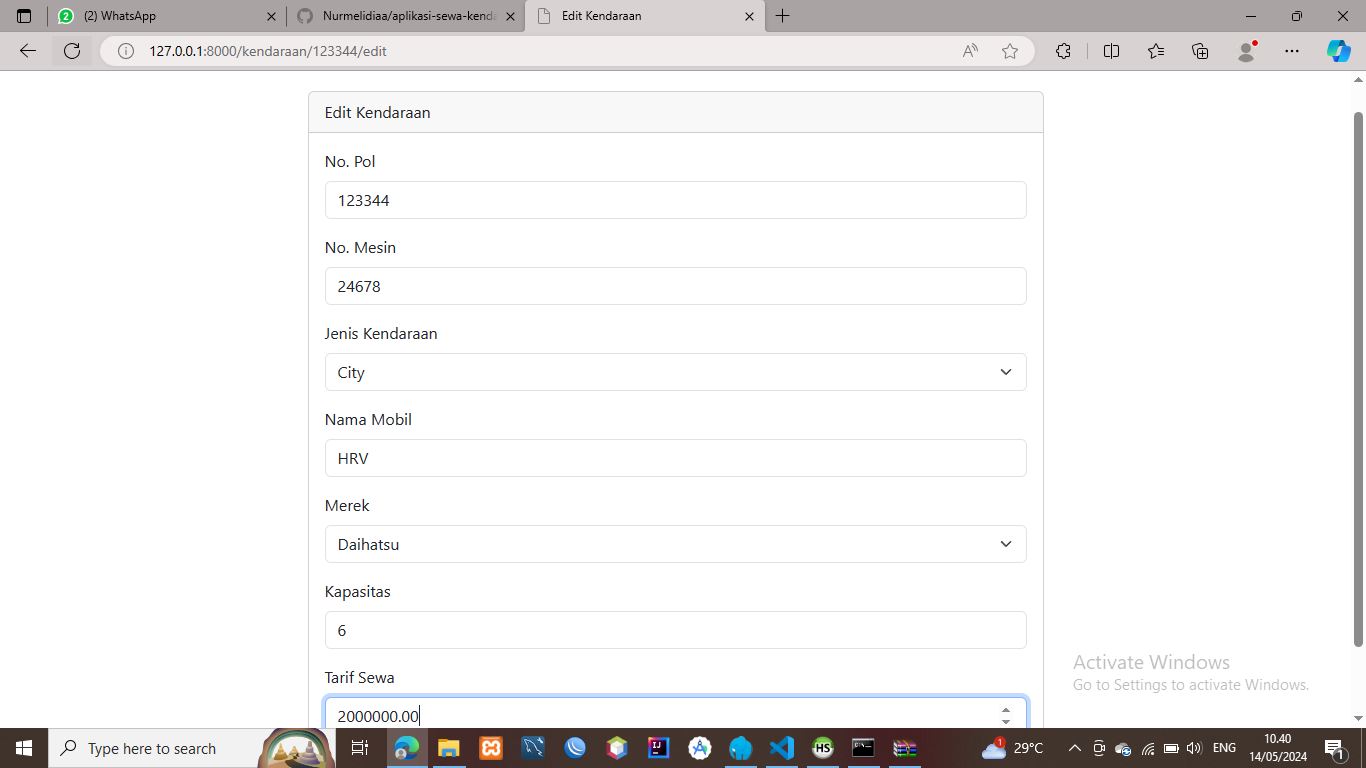 (2) WhatsApp
Nurmelidiaa/aplikasi-sewa-kenda
Edit Kendaraan
127.0.0.1:8000/kendaraan/123344/edit
Edit Kendaraan
No. Pol
123344
No. Mesin
24678
Jenis Kendaraan
City
Nama Mobil
HRV
Merek
Daihatsu
Kapasitas
6
Tarif Sewa
2000000.00
Activate Windows
Go to Settings to activate Windows.
Type here to search
29°C
ENG
10.40
14/05/2024